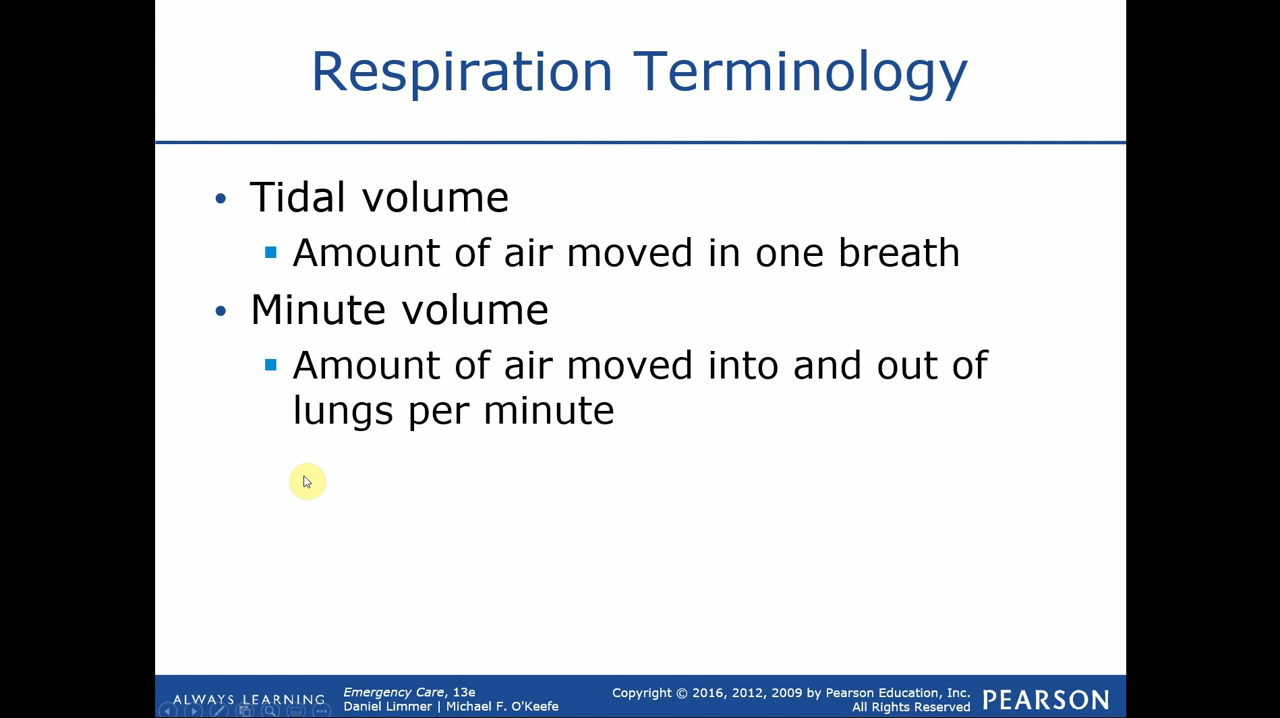 Respiration Terminology
• Tidal volume
▪ Amount of air moved in one breath
• Minute volume
▪ Amount of air moved into and out of
lungs per minute
ALWAYS LEARNING
Emergency Care, 13e
Daniel Limmer | Michael F. O'Keefe
Copyright © 2016, 2012, 2009 by Pearson Education, Inc.
All Rights Reserved
PEARSON